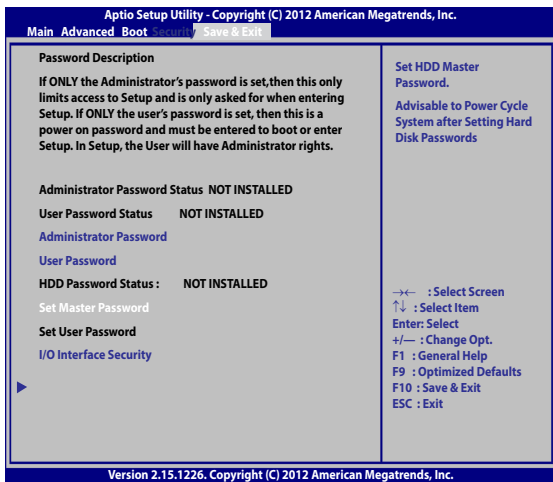 Aptio Setup Utility - Copyright (C) 2012 American Megatrends, Inc.
Main Advanced Boot Security Save & Exit
Password Description
If ONLY the Administrator's password is set,then this only
limits access to Setup and is only asked for when entering
Setup. If ONLY the user's password is set, then this is a
power on password and must be entered to boot or enter
Setup. In Setup, the User will have Administrator rights.
Administrator Password Status NOT INSTALLED
User Password Status NOT INSTALLED
Administrator Password
User Password
HDD Password Status : NOT INSTALLED
Set Master Password
Set User Password
I/O Interface Security
Set HDD Master
Password.
Advisable to Power Cycle
System after Setting Hard
Disk Passwords
→← : Select Screen
↑↓ : Select Item
Enter: Select
+/— : Change Opt.
F1 : General Help
F9 : Optimized Defaults
F10 : Save & Exit
ESC : Exit
Version 2.15.1226. Copyright (C) 2012 American Megatrends, Inc.